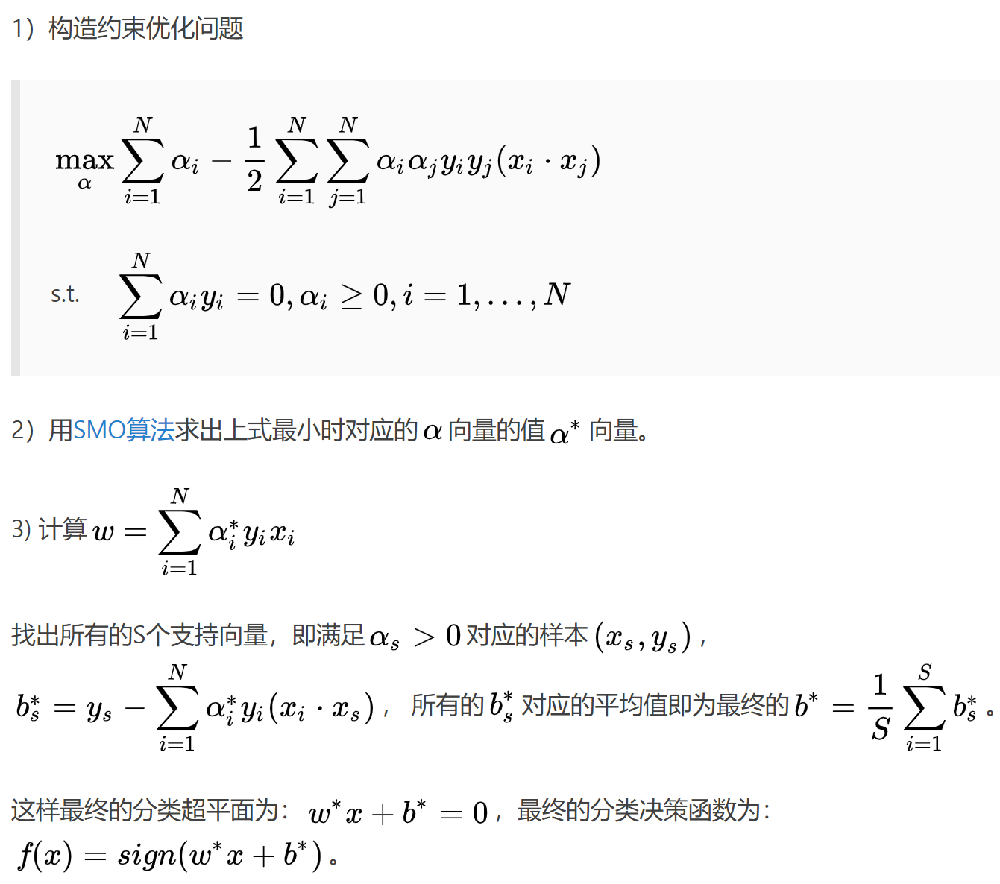 1）构造约束优化问题
$\max_{\alpha} \sum_{i=1}^{N} \alpha_i - \frac{1}{2} \sum_{i=1}^{N} \sum_{j=1}^{N} \alpha_i \alpha_j y_i y_j (x_i \cdot x_j)$
s.t. $\sum_{i=1}^{N} \alpha_i y_i = 0, \alpha_i \geq 0, i = 1, \ldots, N$
2）用SMO算法求出上式最小时对应的 $\alpha$ 向量的值 $\alpha^*$ 向量。
3) 计算 $w = \sum_{i=1}^{N} \alpha_i^* y_i x_i$
找出所有的S个支持向量，即满足 $\alpha_s > 0$ 对应的样本 $(x_s, y_s)$，
$b_s^* = y_s - \sum_{i=1}^{N} \alpha_i^* y_i (x_i \cdot x_s)$，所有的 $b_s^*$ 对应的平均值即为最终的 $b^* = \frac{1}{S} \sum_{i=1}^{S} b_s^*$。
这样最终的分类超平面为： $w^* x + b^* = 0$，最终的分类决策函数为：
$f(x) = sign(w^* x + b^*)$。